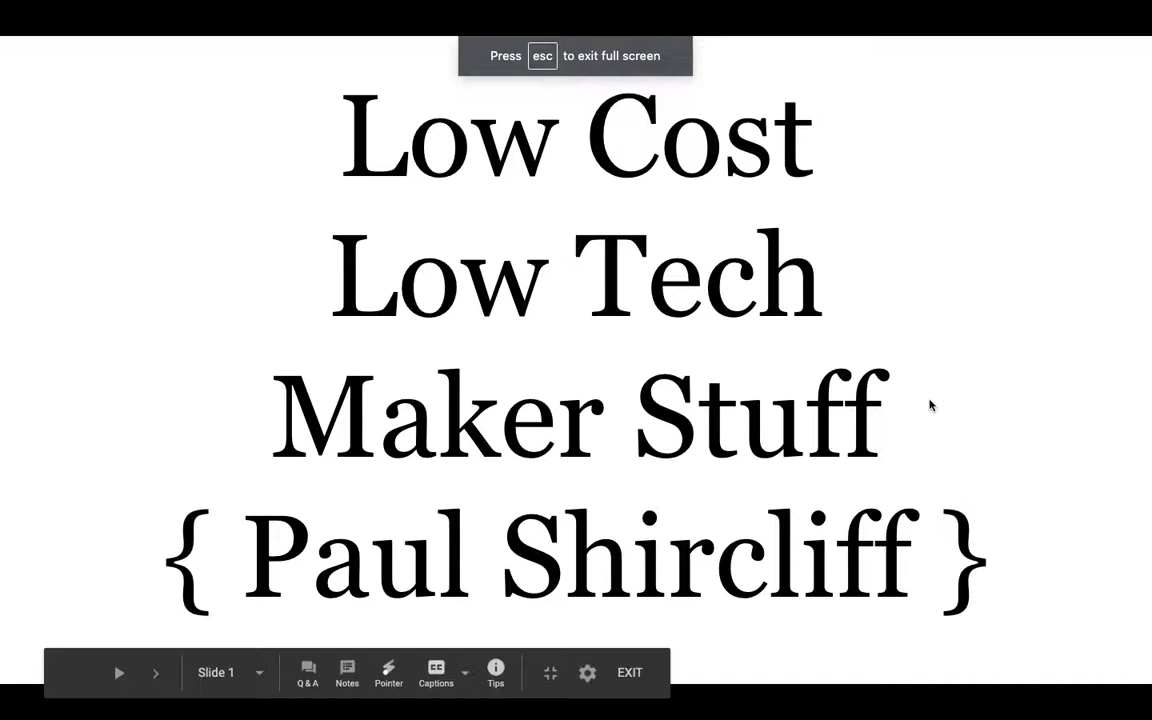 Press esc to exit full screen
Low Cost
Low Tech
Maker Stuff
{ Paul Shircliff }
Slide 1
Q & A
Notes
Pointer
CC
Captions
Tips
EXIT